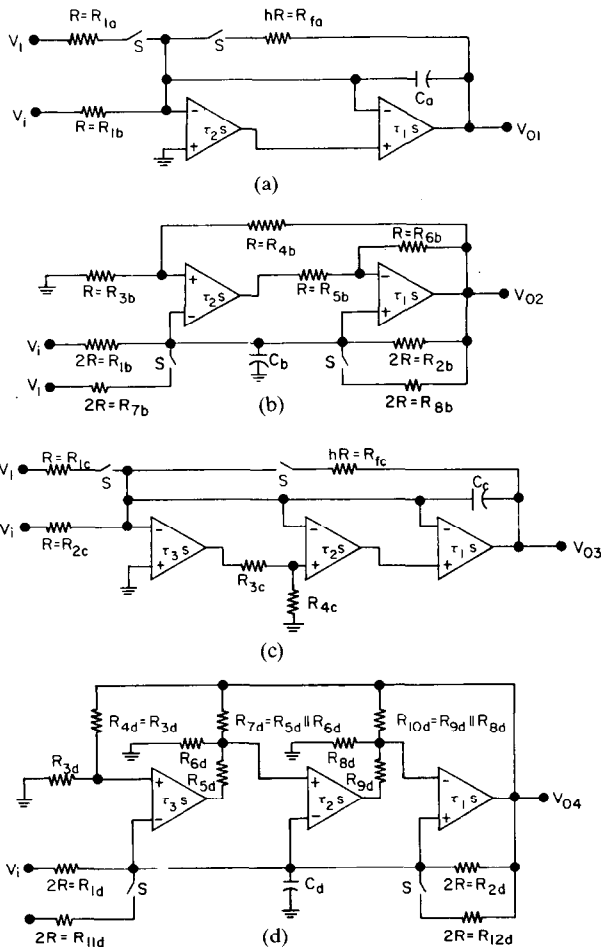 R=R1a
hR=Rfa
V1
S
S
Ca
Vi
R=R1b
−
+
τ2s
−
+
τ1s
VO1
(a)
R=R4b
R=R6b
R=R3b
+
−
τ2s
R=R5b
−
+
τ1s
VO2
Vi
2R=R1b
S
Cb
S
2R=R2b
V1
2R=R7b
2R=R8b
(b)
R=R1c
hR=Rfc
V1
S
S
Cc
Vi
R=R2c
−
+
τ3s
R3c
R4c
−
+
τ2s
−
+
τ1s
VO3
(c)
R4d=R3d
R7d=R5d||R6d
R10d=R9d||R8d
R3d
R6d
R5d
R8d
R9d
+
−
τ3s
+
−
τ2s
−
+
τ1s
VO4
Vi
2R=R1d
S
Cd
S
2R=R2d
2R=R11d
2R=R12d
(d)